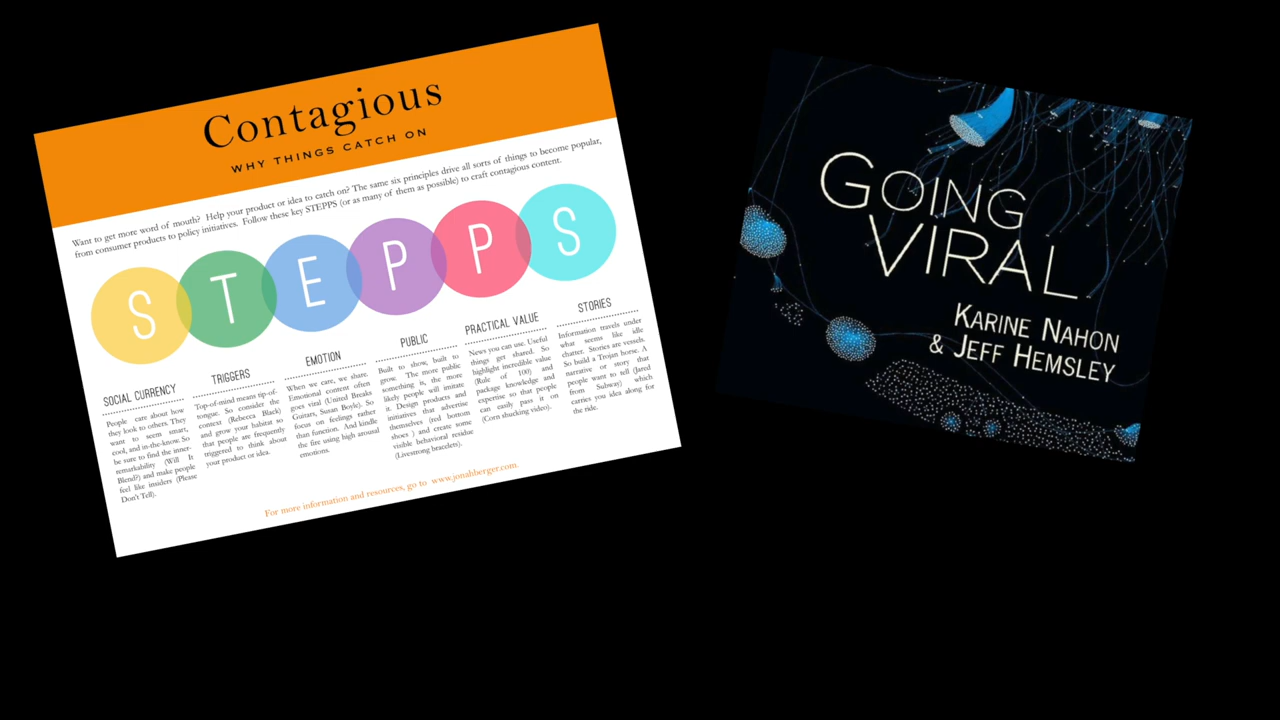 Contagious
WHY THINGS CATCH ON
Want to get more word of mouth? Help your product or idea to catch on? The same six principles drive all sorts of things to become popular,
from consumer products to policy initiatives. Follow these key STEPPS (or as many of them as possible) to craft contagious content.
S T E P P S
SOCIAL CURRENCY
People care about how
they look to others. They
want to seem smart,
cool, and in-the-know. So
be sure to find the inner-
remarkability (Will It
Blend?) and make people
feel like insiders (Please
Don't Tell).
TRIGGERS
Top-of-mind means tip-of-
tongue. So consider the
context (Rebecca Black)
and grow your habitat so
that people are frequently
triggered to think about
your product or idea.
EMOTION
When we care, we share.
Emotional content often
goes viral (United Breaks
Guitars, Susan Boyle). So
focus on feelings rather
than function. And kindle
the fire using high arousal
emotions.
PUBLIC
Built to show, built to
grow. The more public
something is, the more
likely people will imitate
it. Design products and
initiatives that advertise
themselves (red bottom
shoes ) and create some
visible behavioral residue
(Livestrong bracelets).
PRACTICAL VALUE
News you can use. Useful
things get shared. So
highlight incredible value
(Rule of 100) and
package knowledge and
expertise so that people
can easily pass it on
(Corn shucking video).
STORIES
Information travels under
what seems like idle
chatter. Stories are vessels.
So build a Trojan horse. A
narrative or story that
people want to tell (Jared
from Subway) which
carries you idea along for
the ride.
For more information and resources, go to www.jonahberger.com.
GOING
VIRAL
KARINE NAHON
& JEFF HEMSLEY